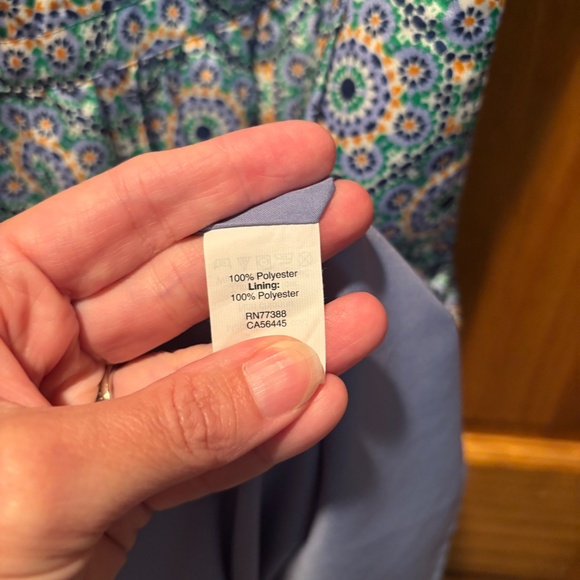 100% Polyester
Lining:
100% Polyester
RN77388
CA56445